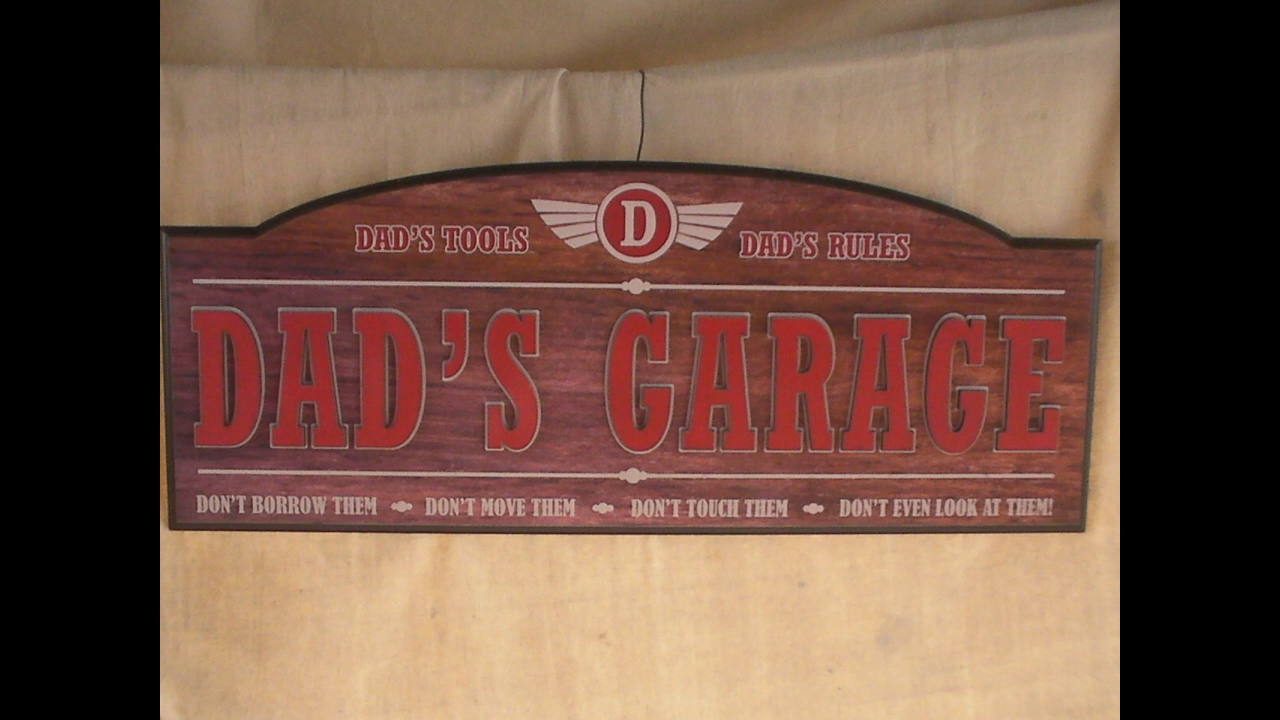 D
DAD'S TOOLS DAD'S RULES
DAD'S GARAGE
DON'T BORROW THEM DON'T MOVE THEM DON'T TOUCH THEM DON'T EVEN LOOK AT THEM!